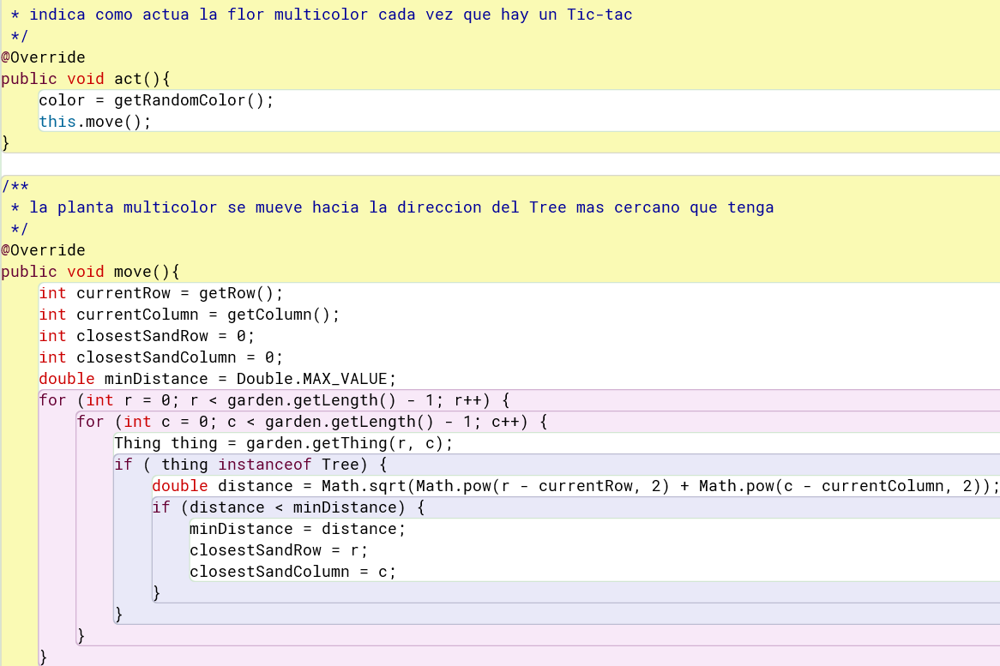 * indica como actua la flor multicolor cada vez que hay un Tic-tac
 */
@Override
public void act(){
    color = getRandomColor();
    this.move();
}
/**
 * la planta multicolor se mueve hacia la direccion del Tree mas cercano que tenga
 */
@Override
public void move(){
    int currentRow = getRow();
    int currentColumn = getColumn();
    int closestSandRow = 0;
    int closestSandColumn = 0;
    double minDistance = Double.MAX_VALUE;
    for (int r = 0; r < garden.getLength() - 1; r++) {
        for (int c = 0; c < garden.getLength() - 1; c++) {
            Thing thing = garden.getThing(r, c);
            if ( thing instanceof Tree) {
                double distance = Math.sqrt(Math.pow(r - currentRow, 2) + Math.pow(c - currentColumn, 2));
                if (distance < minDistance) {
                    minDistance = distance;
                    closestSandRow = r;
                    closestSandColumn = c;
                }
            }
        }
    }